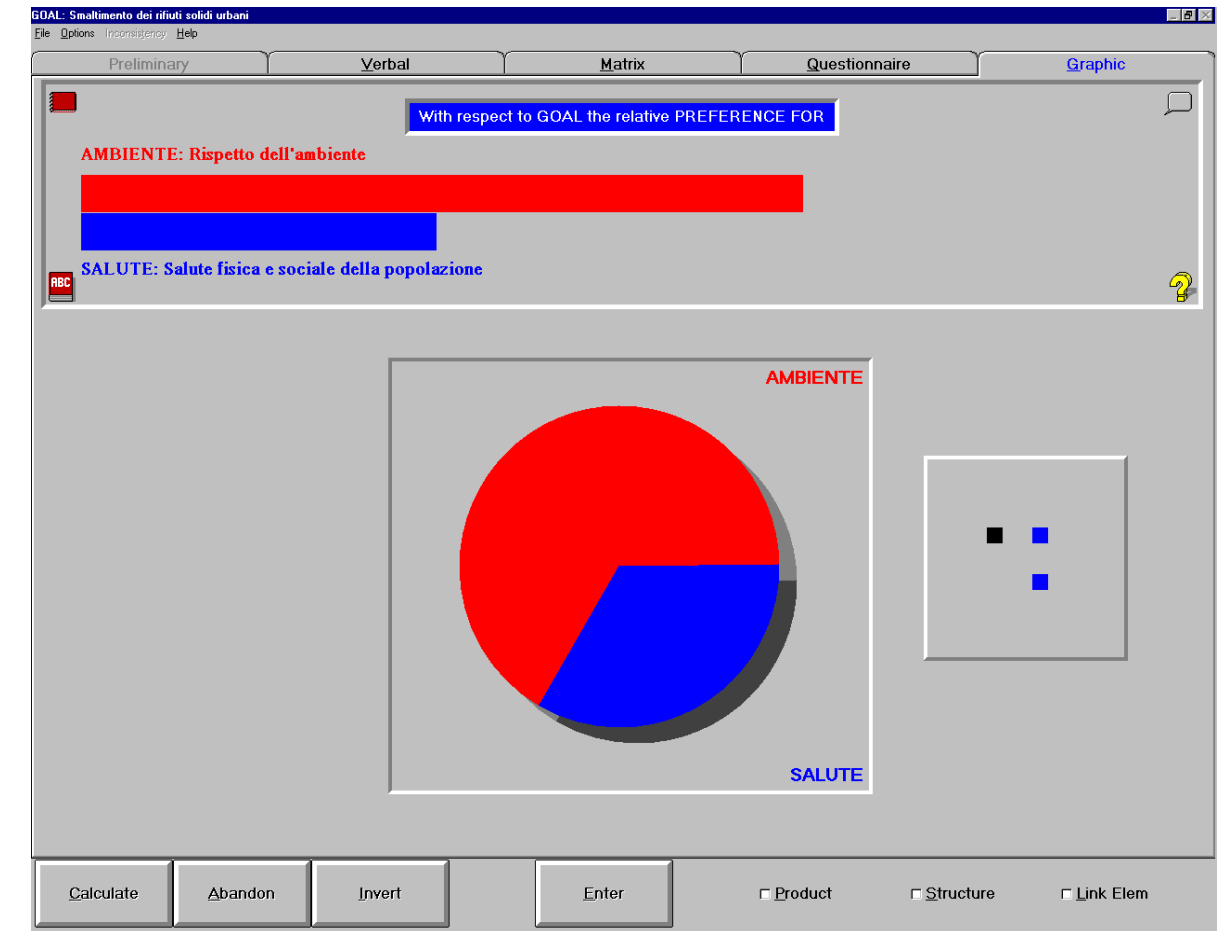 GOAL: Smaltimento dei rifiuti solidi urbani
File Options Inconsistency Help
Preliminary Verbal Matrix Questionnaire Graphic
With respect to GOAL the relative PREFERENCE FOR
AMBIENTE: Rispetto dell'ambiente
SALUTE: Salute fisica e sociale della popolazione
ABC
AMBIENTE
SALUTE
Calculate Abandon Invert Enter Product Structure Link Elem